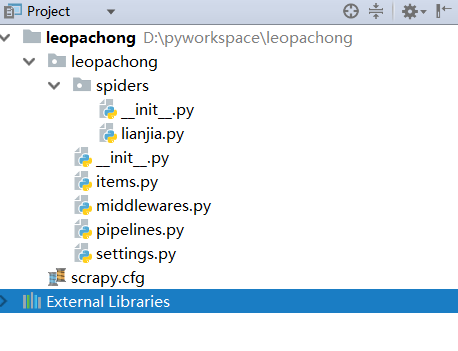 Project
leopachong D:\pyworkspace\leopachong
leopachong
spiders
__init__.py
lianjia.py
__init__.py
items.py
middlewares.py
pipelines.py
settings.py
scrapy.cfg
External Libraries